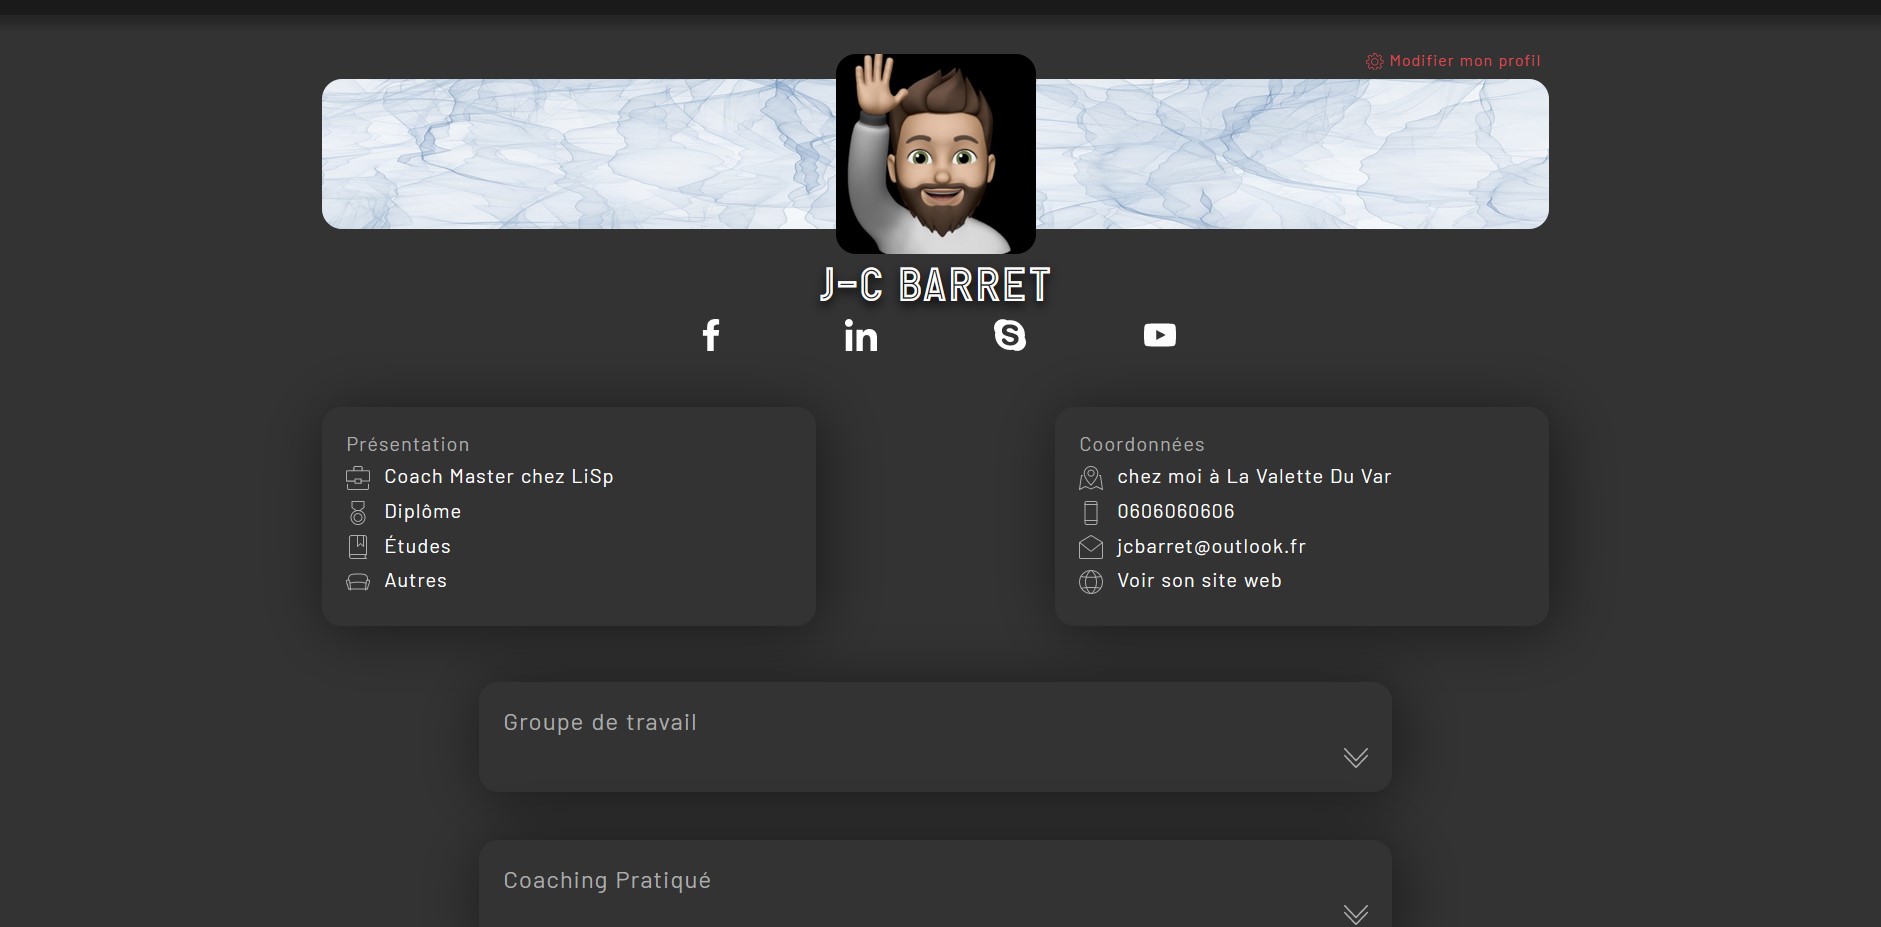 Modifier mon profil
J-C BARRET
Présentation
Coach Master chez LiSp
Diplôme
Études
Autres
Coordonnées
chez moi à La Valette Du Var
0606060606
jcbarret@outlook.fr
Voir son site web
Groupe de travail
Coaching Pratiqué